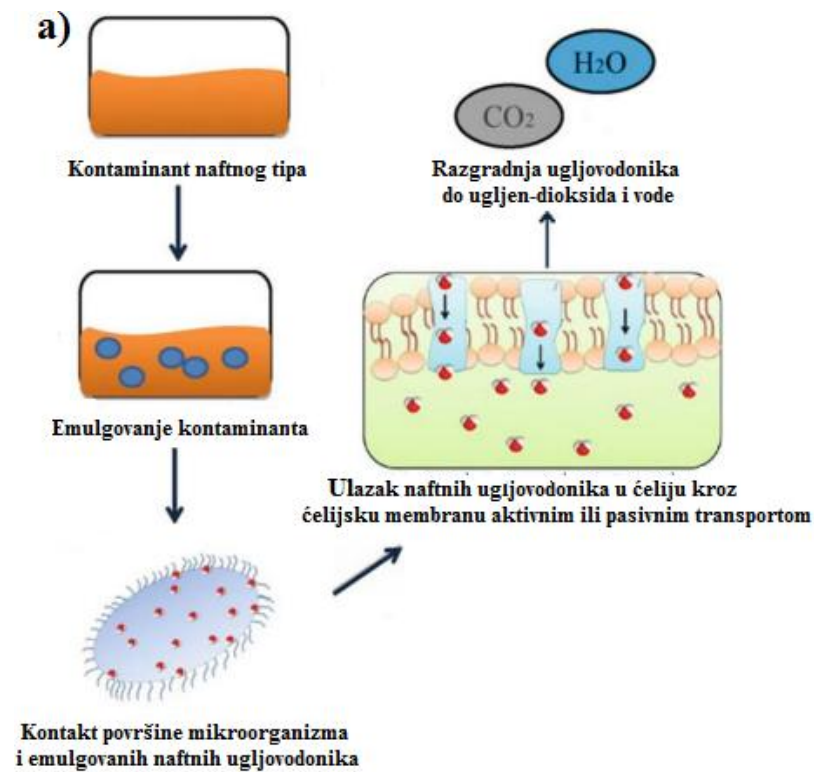 a)
Kontaminant naftnog tipa
Emulgovanje kontaminanta
Kontakt površine mikroorganizma
i emulgovanih naftnih ugljovodonika
Ulazak naftnih ugljovodonika u ćeliju kroz
ćelijsku membranu aktivnim ili pasivnim transportom
Razgradnja ugljovodonika
do ugljen-dioksida i vode
CO₂
H₂O